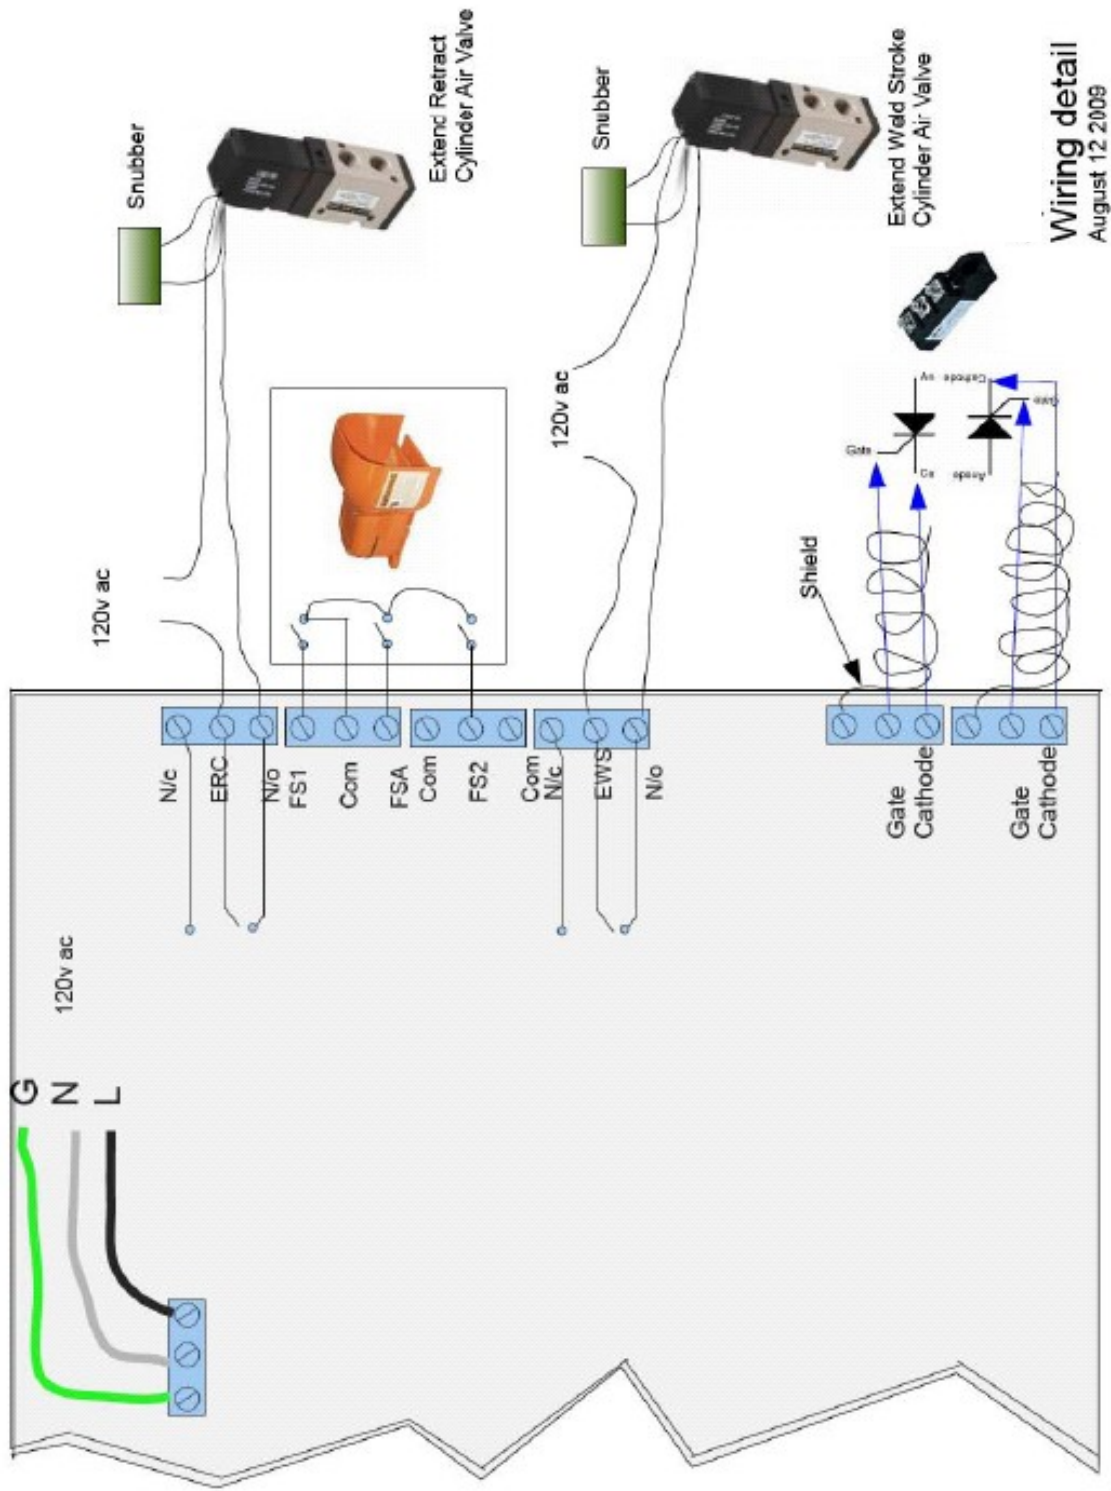 Snubber
Extend Retract
Cylinder Air Valve
120v ac
Snubber
Extend Weld Stroke
Cylinder Air Valve
120v ac
Shield
Gate
Cathode
Gate
Anode
Wiring detail
August 12 2009
N/c
ERC
N/o
FS1
Com
FSA
Com
FS2
Com
N/c
EWS
N/o
Gate
Cathode
Gate
Cathode
120v ac
G
N
L